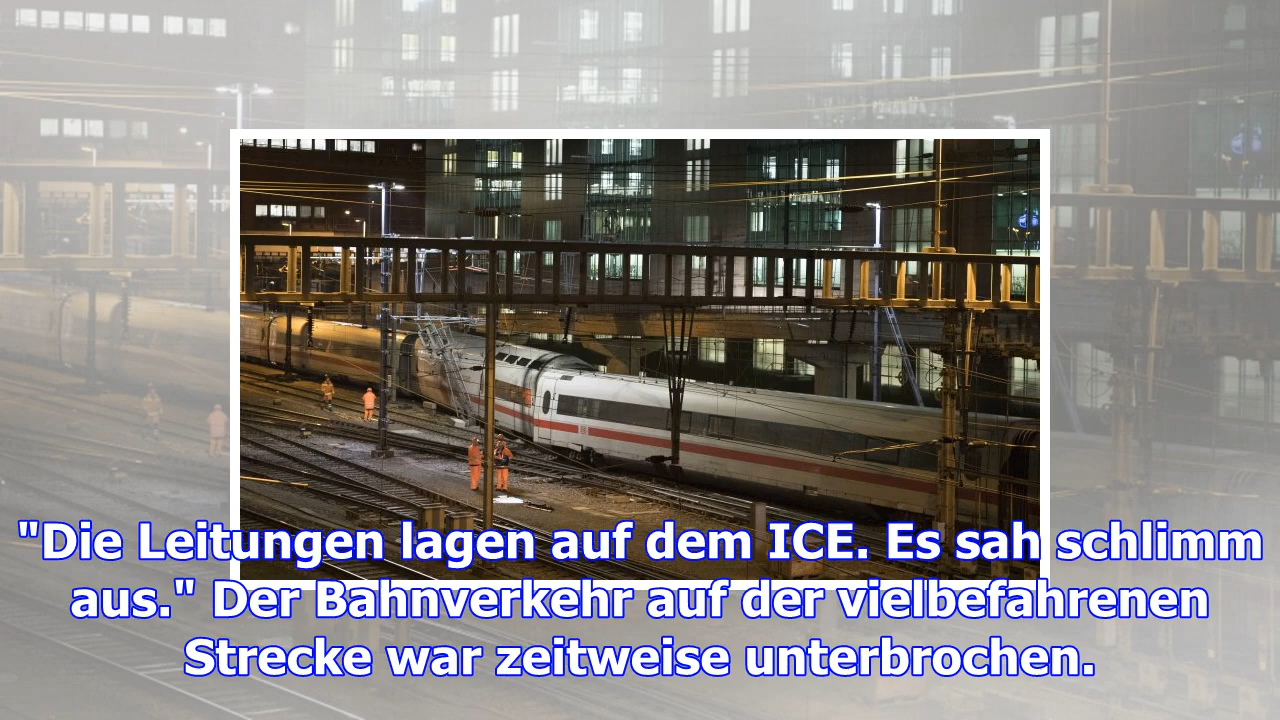 "Die Leitungen lagen auf dem ICE. Es sah schlimm
aus." Der Bahnverkehr auf der vielbefahrenen
Strecke war zeitweise unterbrochen.